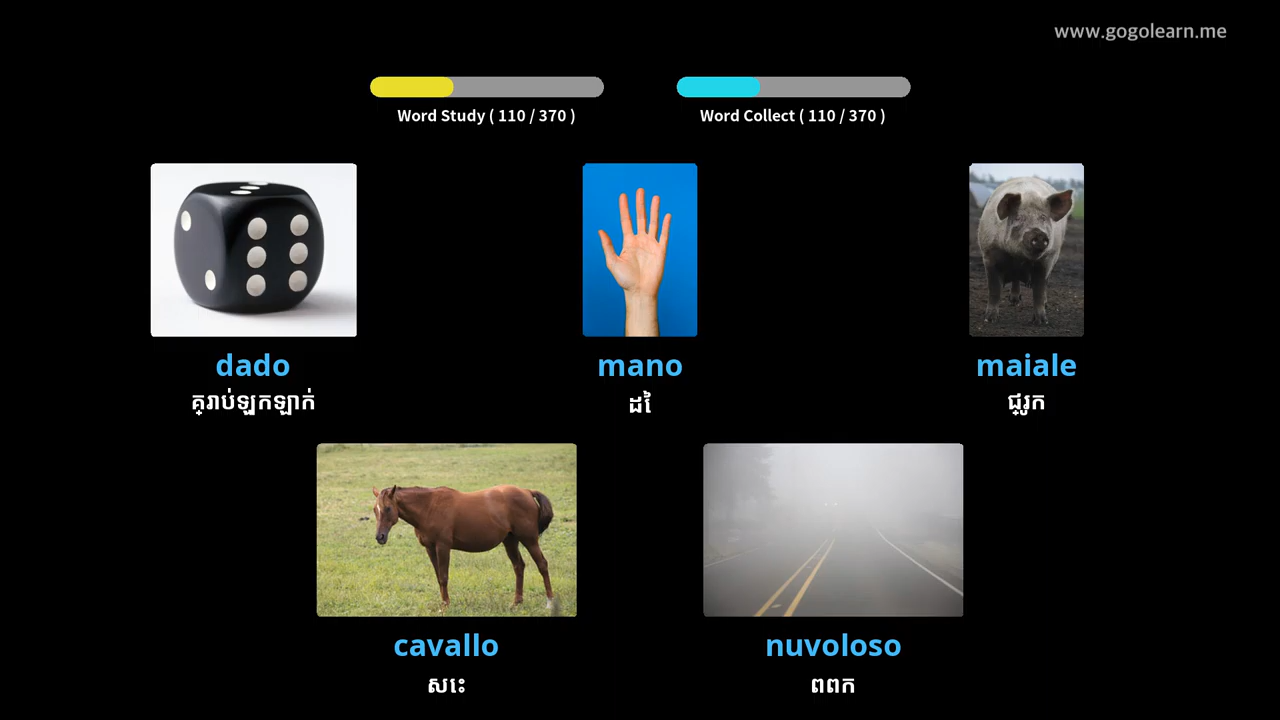 www.gogolearn.me
Word Study ( 110 / 370 )
Word Collect ( 110 / 370 )
dado
mano
maiale
គ្រាប់ឡុកឡាក់
ដៃ
ជ្រូក
cavallo
nuvoloso
សេះ
ពពក